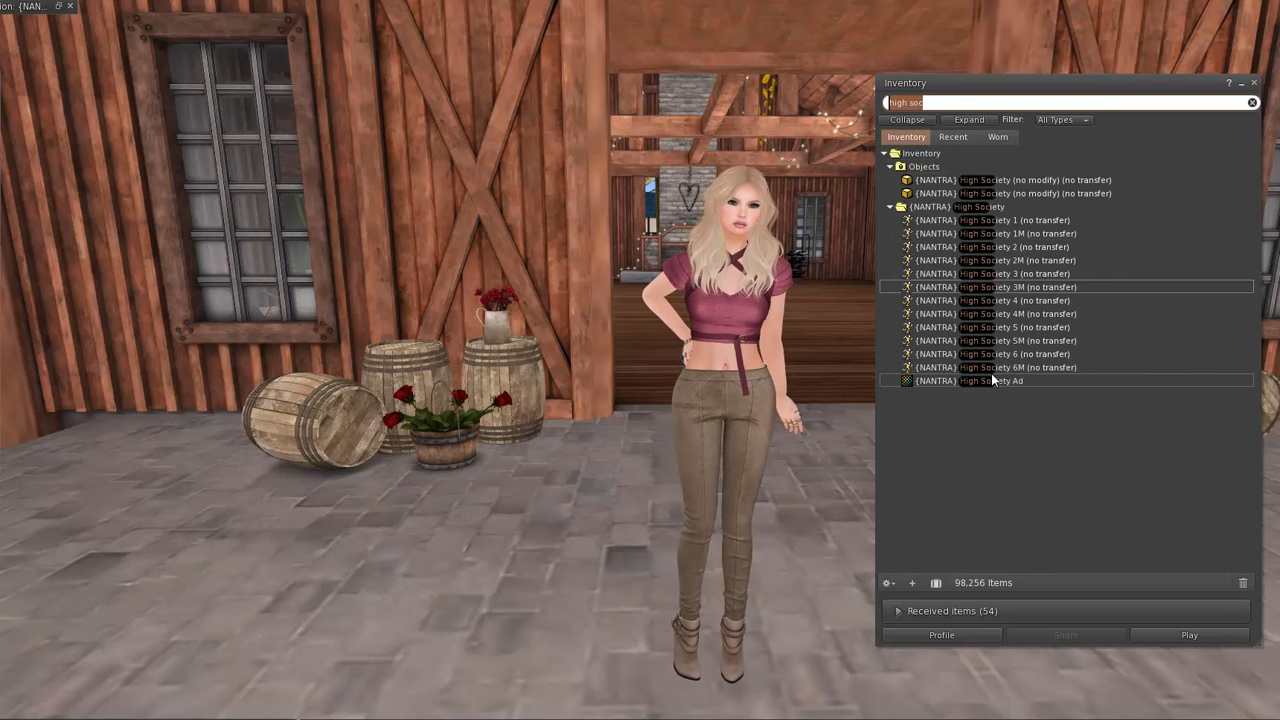 ion: {NAN...
Inventory
high soc
Collapse
Expand
Filter:
All Types
Inventory
Recent
Worn
Inventory
Objects
{NANTRA} High Society (no modify) (no transfer)
{NANTRA} High Society (no modify) (no transfer)
{NANTRA} High Society
{NANTRA} High Society 1 (no transfer)
{NANTRA} High Society 1M (no transfer)
{NANTRA} High Society 2 (no transfer)
{NANTRA} High Society 2M (no transfer)
{NANTRA} High Society 3 (no transfer)
{NANTRA} High Society 3M (no transfer)
{NANTRA} High Society 4 (no transfer)
{NANTRA} High Society 4M (no transfer)
{NANTRA} High Society 5 (no transfer)
{NANTRA} High Society 5M (no transfer)
{NANTRA} High Society 6 (no transfer)
{NANTRA} High Society 6M (no transfer)
{NANTRA} High Society Ad
98,256 Items
Received items (54)
Profile
Share
Play